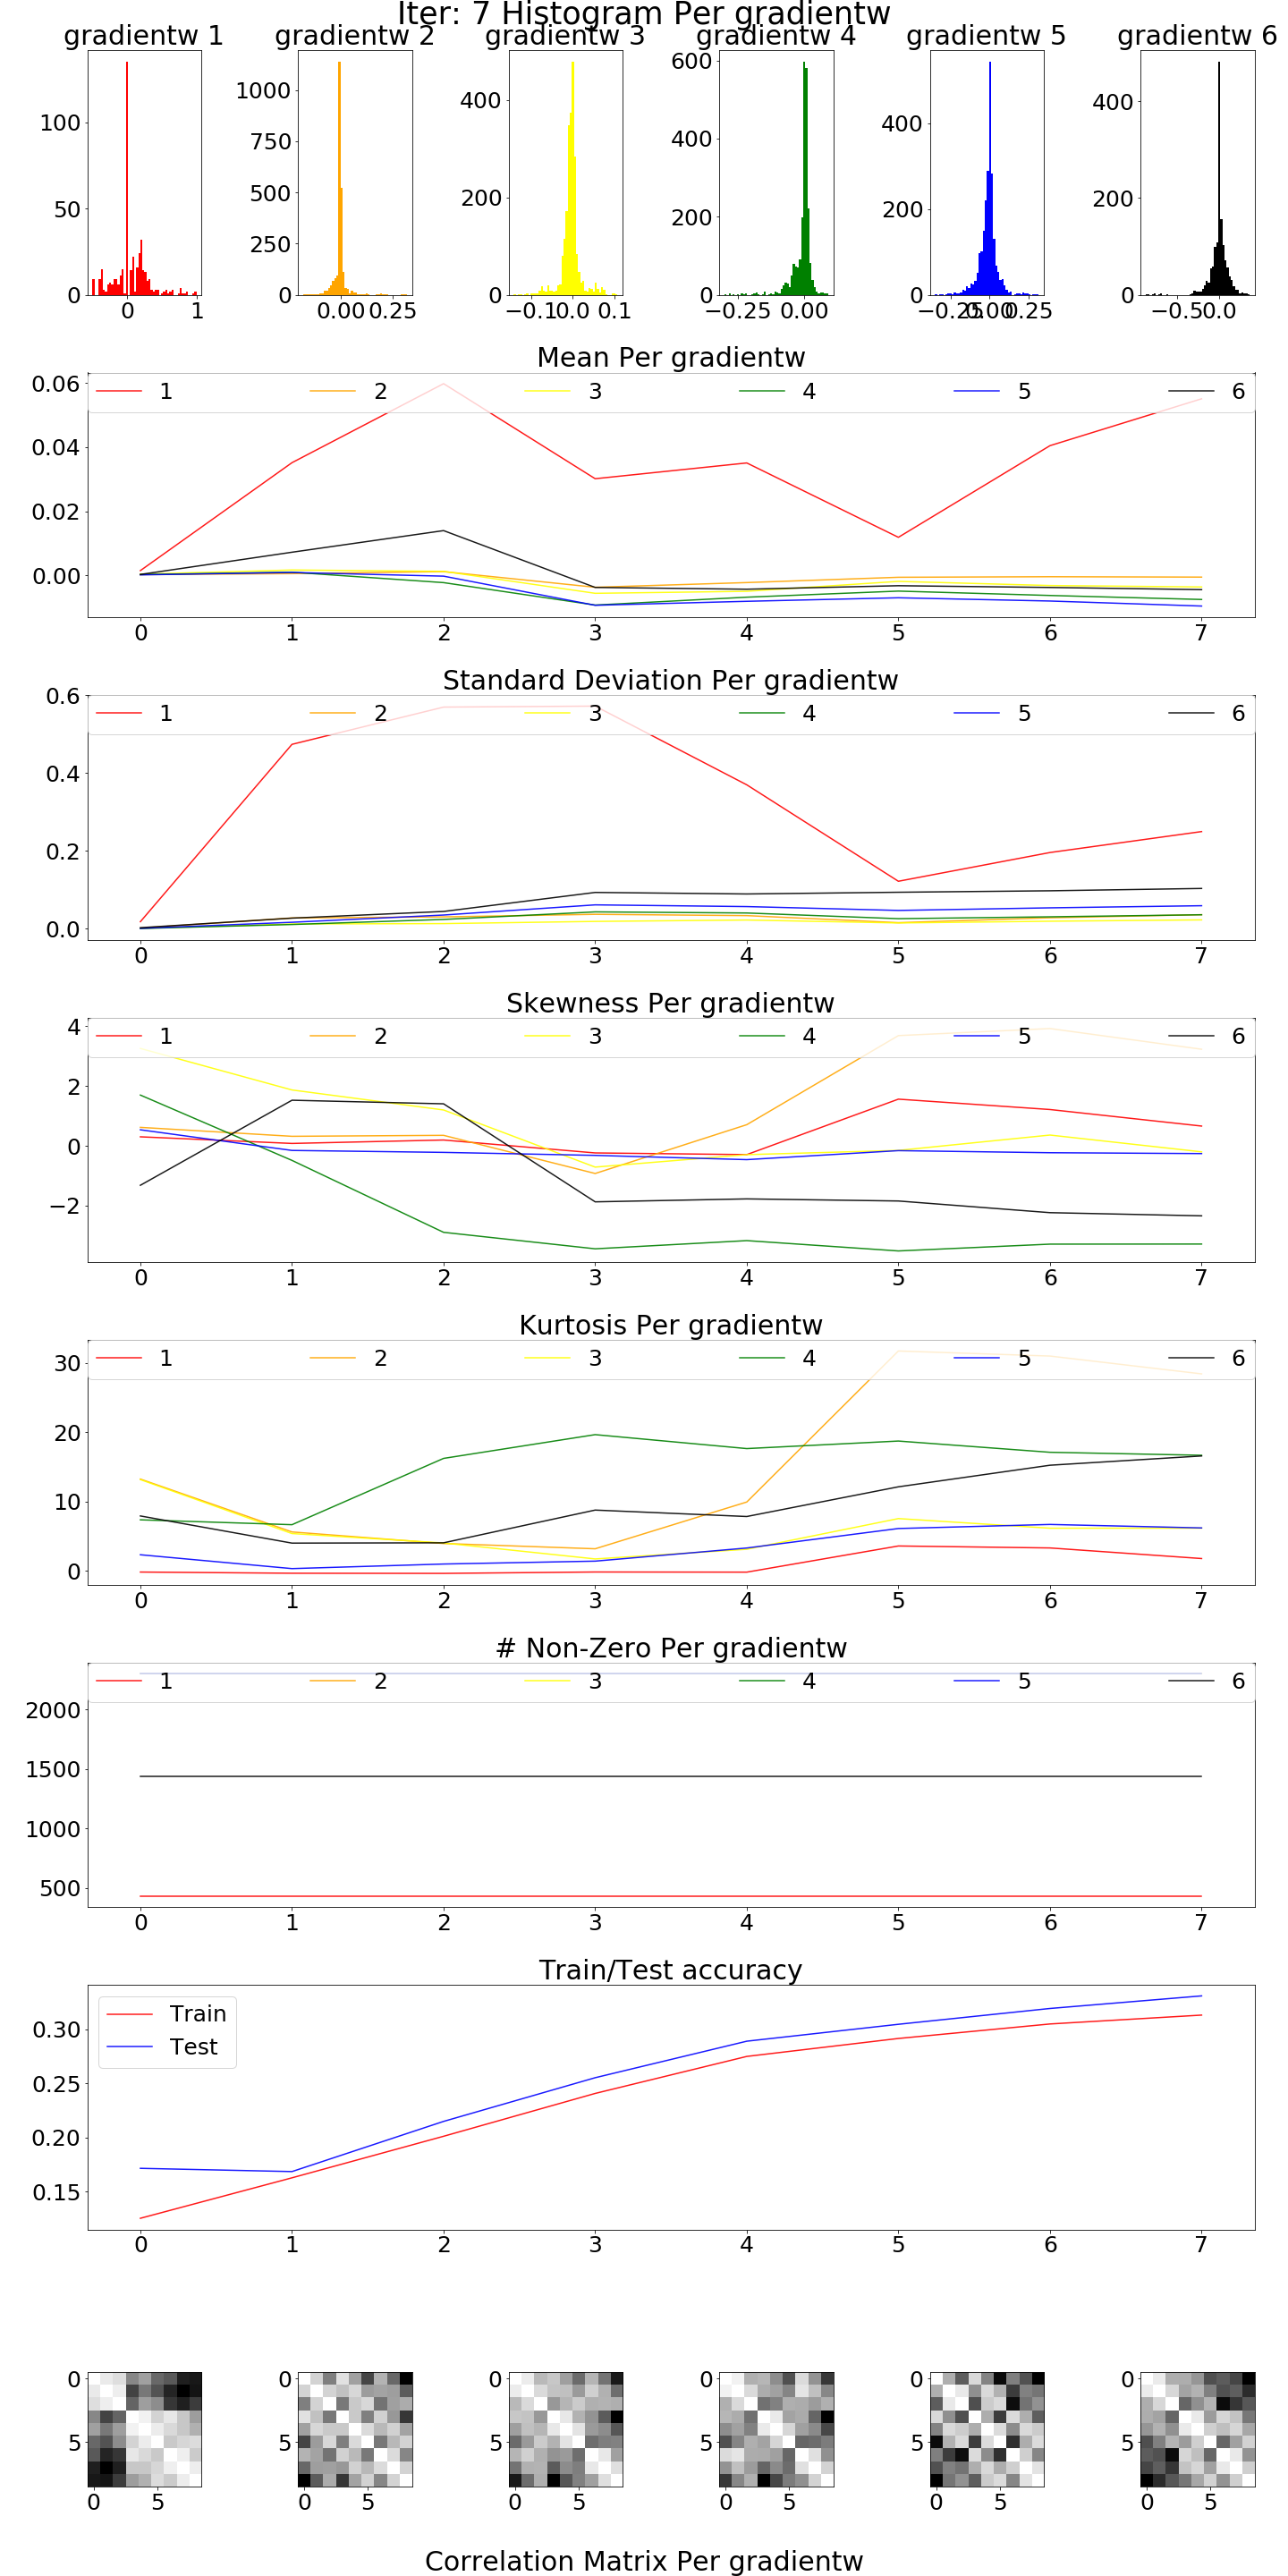 Iter: 7 Histogram Per gradientw
gradientw 1 gradientw 2 gradientw 3 gradientw 4 gradientw 5 gradientw 6
100
50
0
0 1
1000
750
500
250
0
0.00 0.25
400
200
0
−0.1 0.0 0.1
600
400
200
0
−0.25 0.00
400
200
0
−0.25 0.00 0.25
400
200
0
−0.5 0.0
Mean Per gradientw
1 2 3 4 5 6
0.06
0.04
0.02
0.00
0 1 2 3 4 5 6 7
Standard Deviation Per gradientw
1 2 3 4 5 6
0.6
0.4
0.2
0.0
0 1 2 3 4 5 6 7
Skewness Per gradientw
1 2 3 4 5 6
4
2
0
−2
0 1 2 3 4 5 6 7
Kurtosis Per gradientw
1 2 3 4 5 6
30
20
10
0
0 1 2 3 4 5 6 7
# Non-Zero Per gradientw
1 2 3 4 5 6
2000
1500
1000
500
0 1 2 3 4 5 6 7
Train/Test accuracy
Train
Test
0.30
0.25
0.20
0.15
0 1 2 3 4 5 6 7
0 0 0 0 0 0
5 5 5 5 5 5
0 5 0 5 0 5 0 5 0 5 0 5
Correlation Matrix Per gradientw